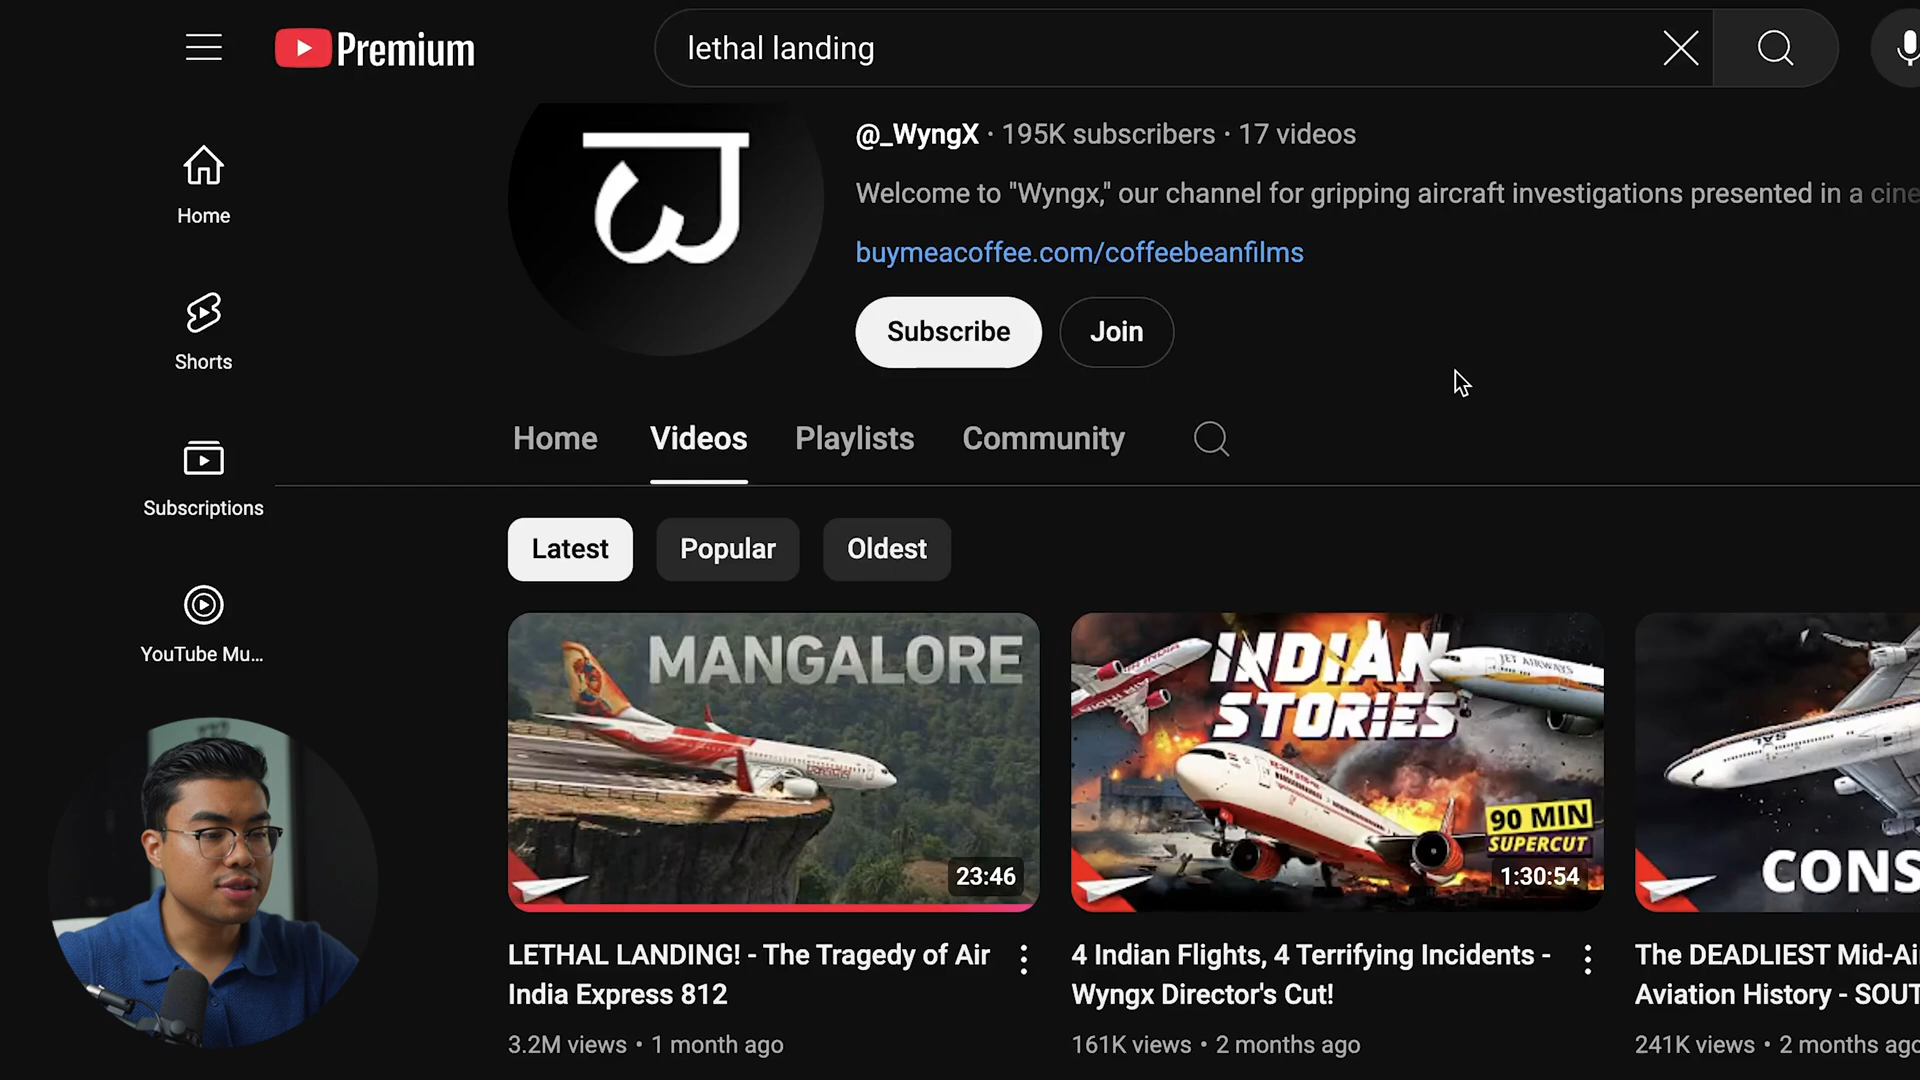 Premium
lethal landing
@_WyngX · 195K subscribers · 17 videos
Welcome to "Wyngx," our channel for gripping aircraft investigations presented in a cine
buymeacoffee.com/coffeebeanfilms
Subscribe
Join
Home
Shorts
Subscriptions
YouTube Mu...
Home
Videos
Playlists
Community
Latest
Popular
Oldest
MANGALORE
23:46
INDIAN
STORIES
JET AIRWAYS
90 MIN
SUPERCUT
1:30:54
SAL
CONS
LETHAL LANDING! - The Tragedy of Air
India Express 812
3.2M views • 1 month ago
4 Indian Flights, 4 Terrifying Incidents -
Wyngx Director's Cut!
161K views • 2 months ago
The DEADLIEST Mid-Ai
Aviation History - SOUT
241K views • 2 months ago